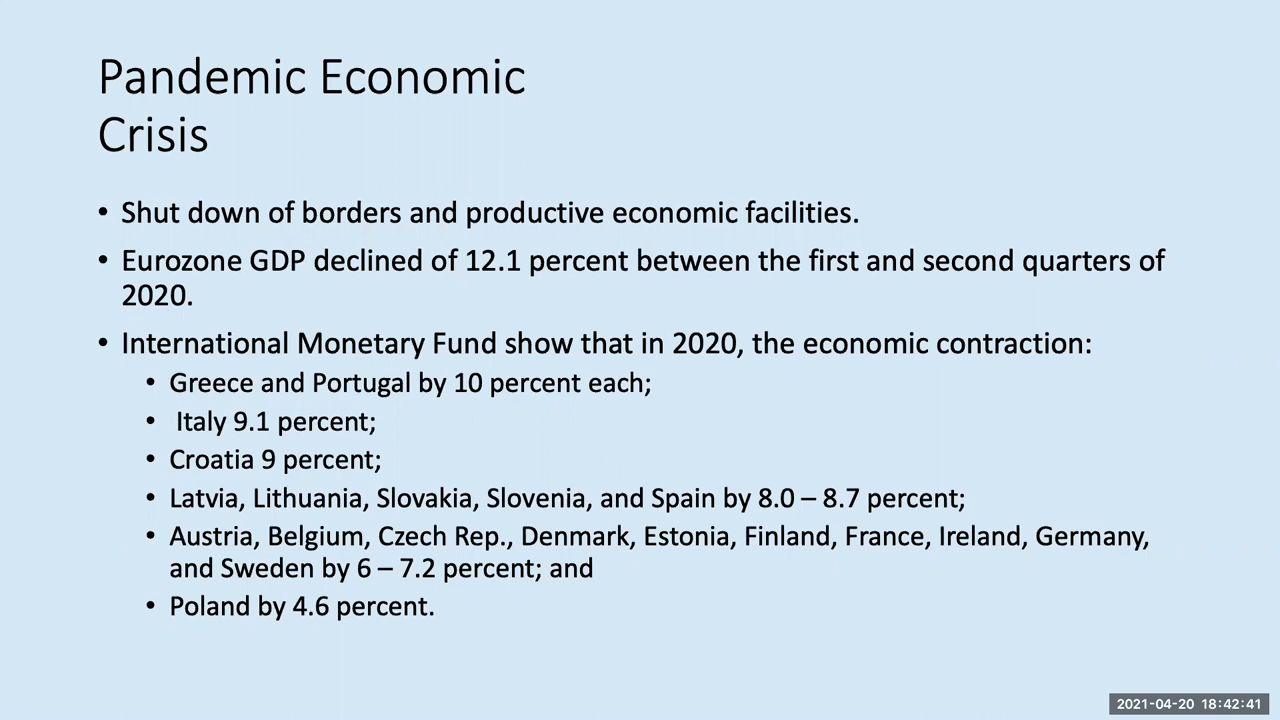 Pandemic Economic
Crisis
• Shut down of borders and productive economic facilities.
• Eurozone GDP declined of 12.1 percent between the first and second quarters of
2020.
• International Monetary Fund show that in 2020, the economic contraction:
• Greece and Portugal by 10 percent each;
• Italy 9.1 percent;
• Croatia 9 percent;
• Latvia, Lithuania, Slovakia, Slovenia, and Spain by 8.0 – 8.7 percent;
• Austria, Belgium, Czech Rep., Denmark, Estonia, Finland, France, Ireland, Germany,
and Sweden by 6 – 7.2 percent; and
• Poland by 4.6 percent.
2021-04-20 18:42:41